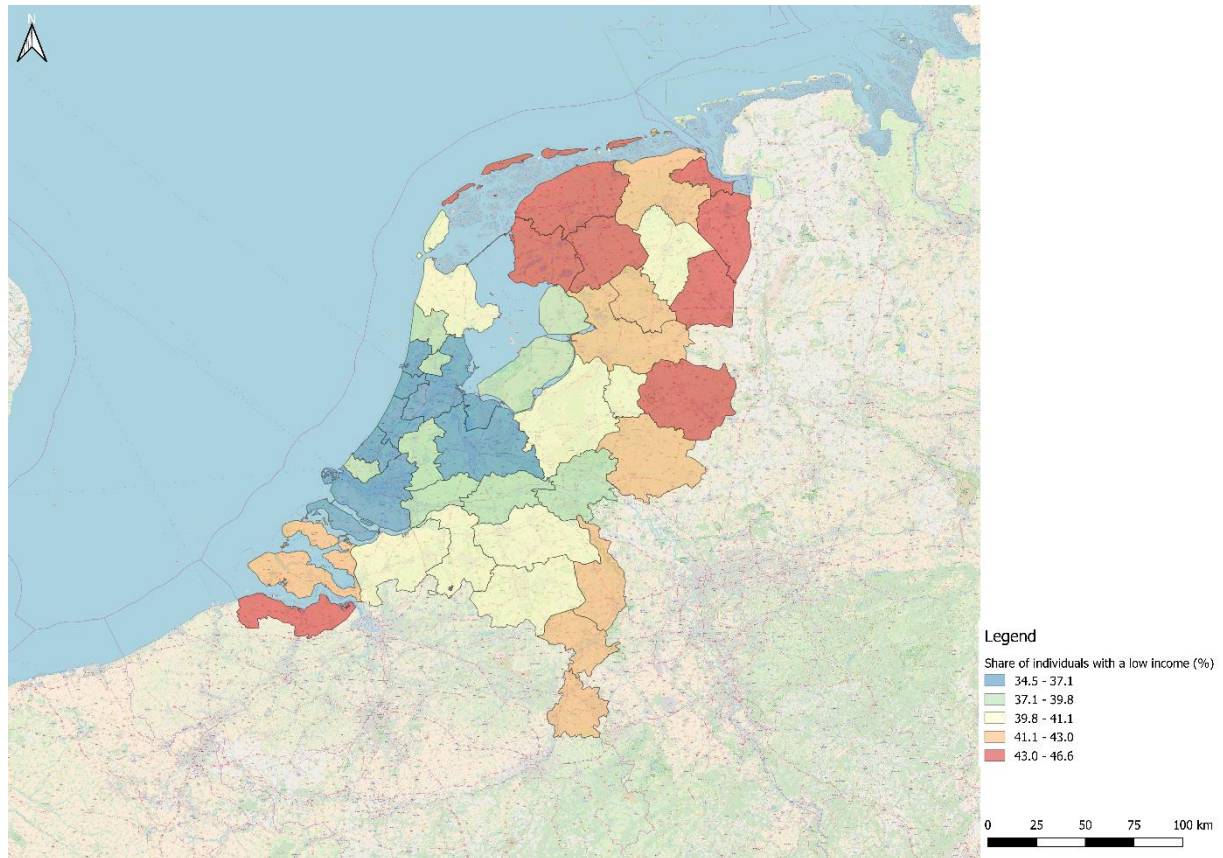 N
Legend
Share of individuals with a low income (%)
34.5 - 37.1
37.1 - 39.8
39.8 - 41.1
41.1 - 43.0
43.0 - 46.6
0 25 50 75 100 km